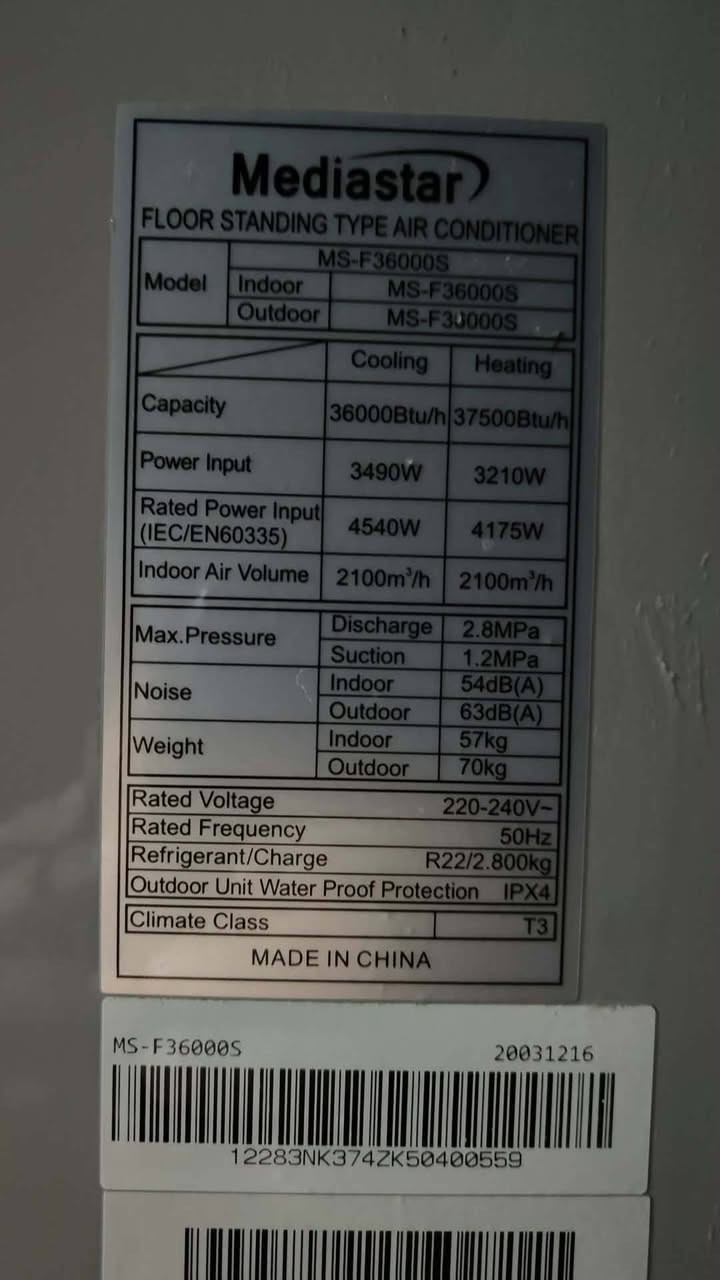 Mediastar
FLOOR STANDING TYPE AIR CONDITIONER
Model MS-F36000S
Indoor MS-F36000S
Outdoor MS-F36000S
Cooling Heating
Capacity 36000Btu/h 37500Btu/h
Power Input 3490W 3210W
Rated Power Input
(IEC/EN60335) 4540W 4175W
Indoor Air Volume 2100m³/h 2100m³/h
Max.Pressure Discharge 2.8MPa
Suction 1.2MPa
Noise Indoor 54dB(A)
Outdoor 63dB(A)
Weight Indoor 57kg
Outdoor 70kg
Rated Voltage 220-240V~
Rated Frequency 50Hz
Refrigerant/Charge R22/2.800kg
Outdoor Unit Water Proof Protection IPX4
Climate Class T3
MADE IN CHINA
MS-F36000S 20031216
12283NK374ZK50400559